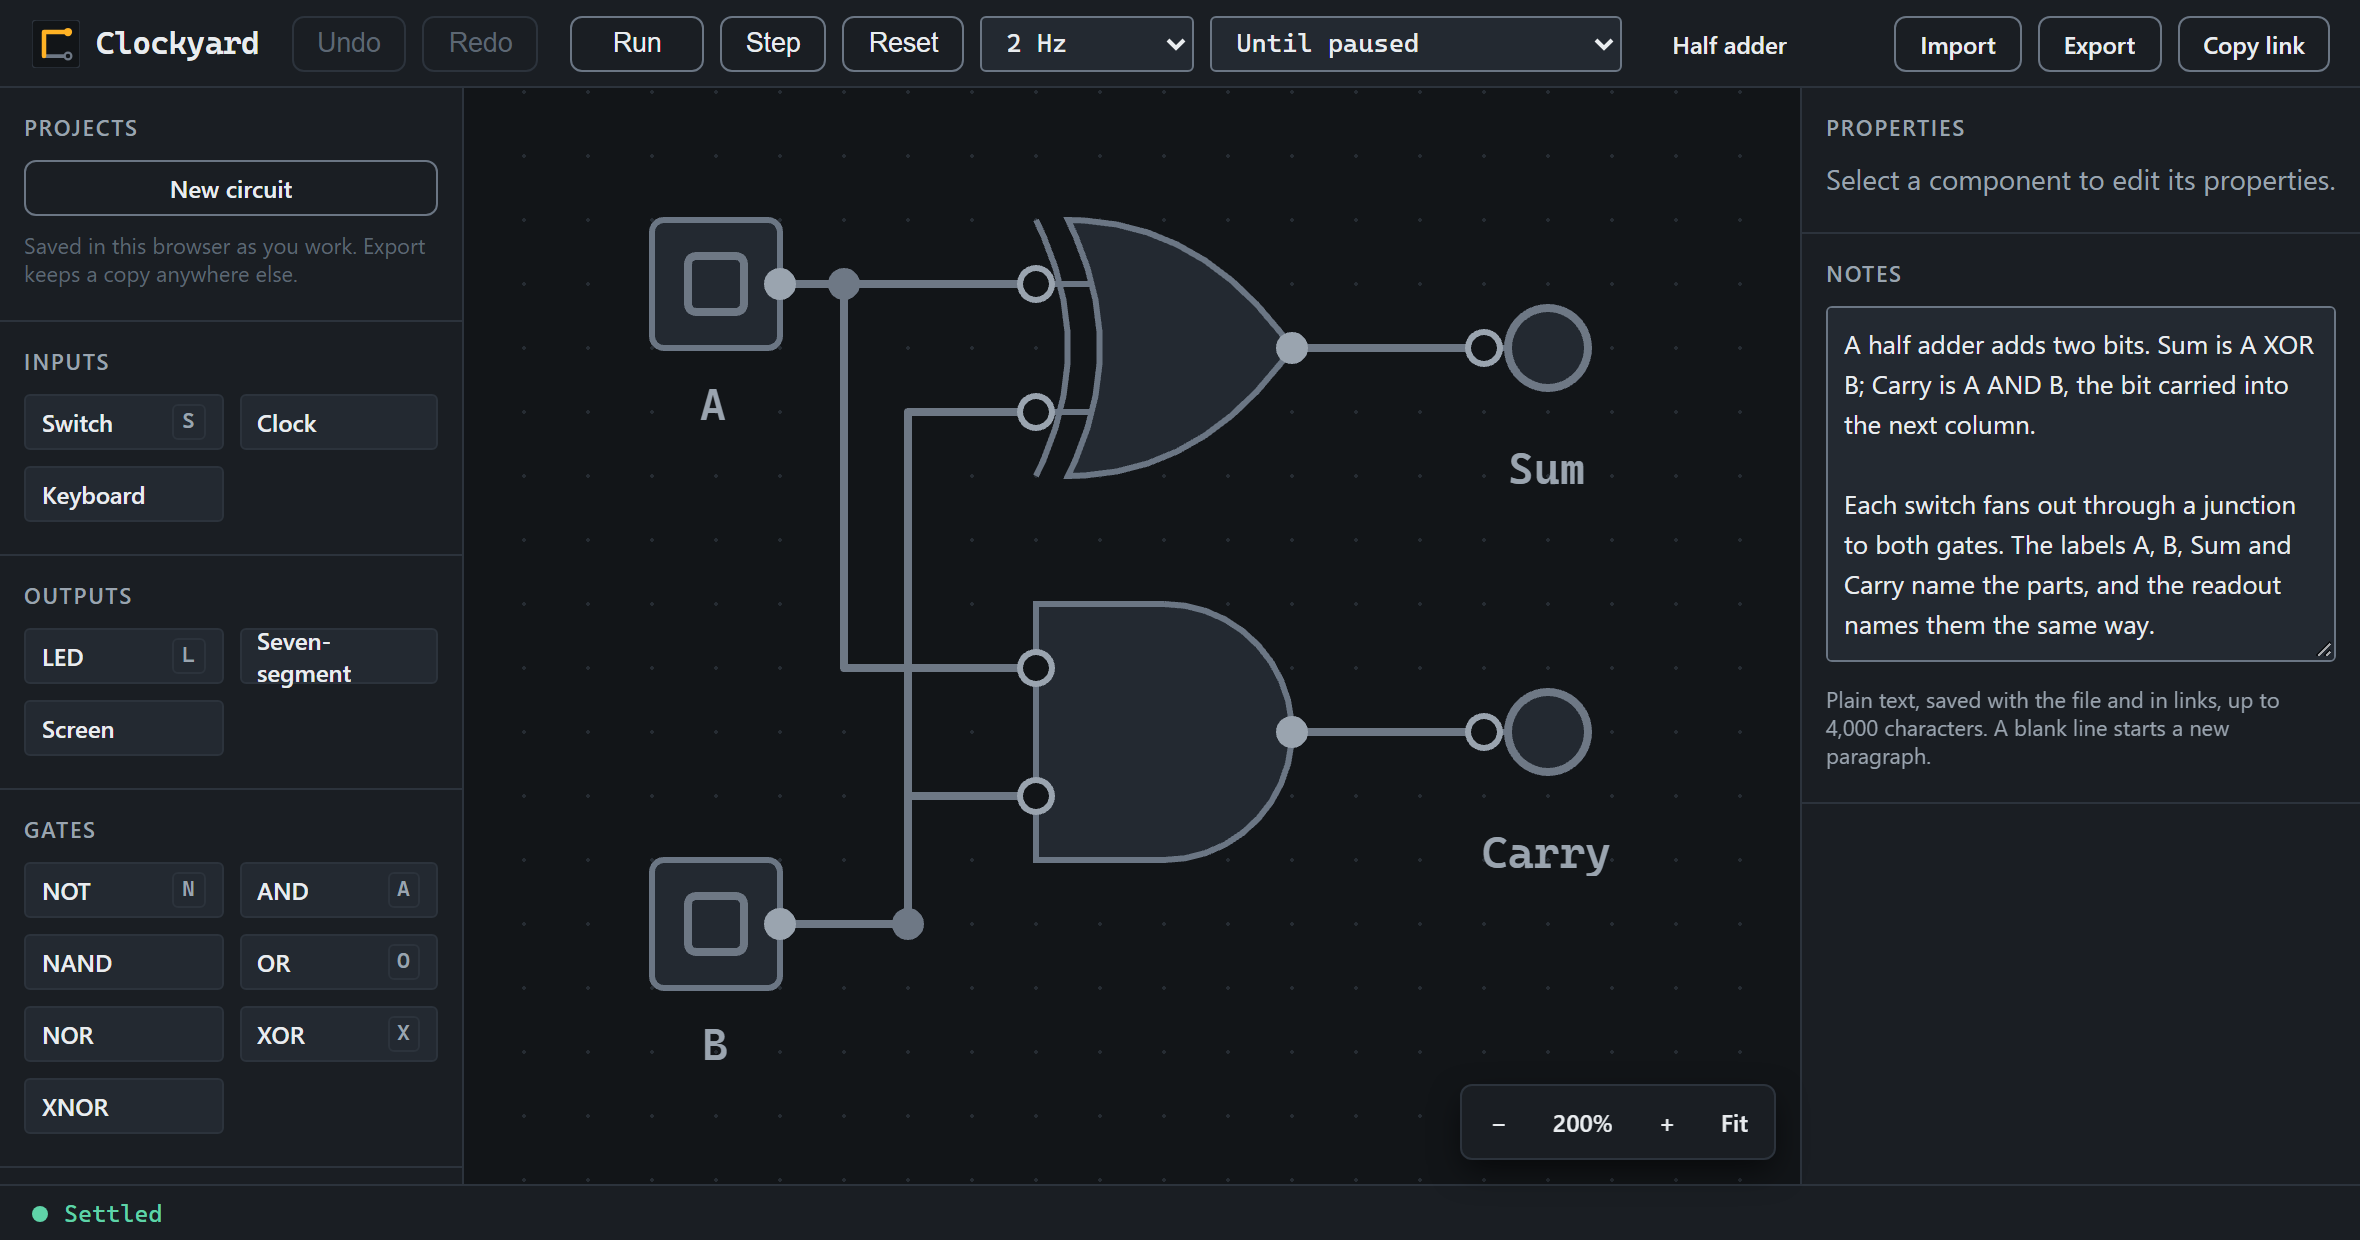 Clockyard
Undo
Redo
Run
Step
Reset
2 Hz
Until paused
Half adder
Import
Export
Copy link
PROJECTS
New circuit
Saved in this browser as you work. Export
keeps a copy anywhere else.
INPUTS
Switch S
Clock
Keyboard
OUTPUTS
LED L
Seven-
segment
Screen
GATES
NOT N
AND A
NAND
OR O
NOR
XOR X
XNOR
A
B
Sum
Carry
– 200% + Fit
PROPERTIES
Select a component to edit its properties.
NOTES
A half adder adds two bits. Sum is A XOR
B; Carry is A AND B, the bit carried into
the next column.
Each switch fans out through a junction
to both gates. The labels A, B, Sum and
Carry name the parts, and the readout
names them the same way.
Plain text, saved with the file and in links, up to
4,000 characters. A blank line starts a new
paragraph.
Settled